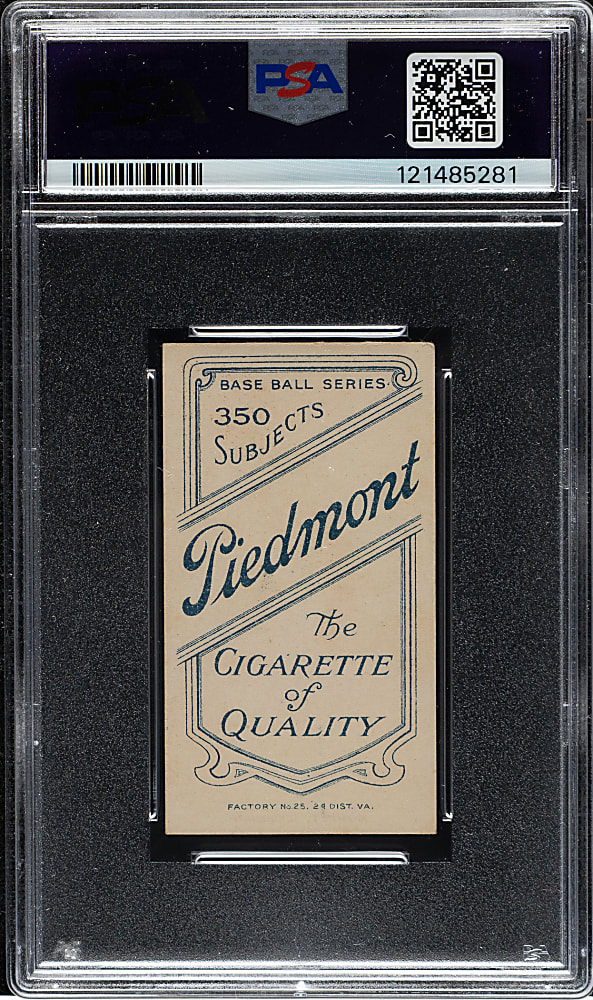 PSA
121485281
BASE BALL SERIES
350
SUBJECTS
Piedmont
The
CIGARETTE
of
QUALITY
FACTORY No.25, 2d DIST. VA.